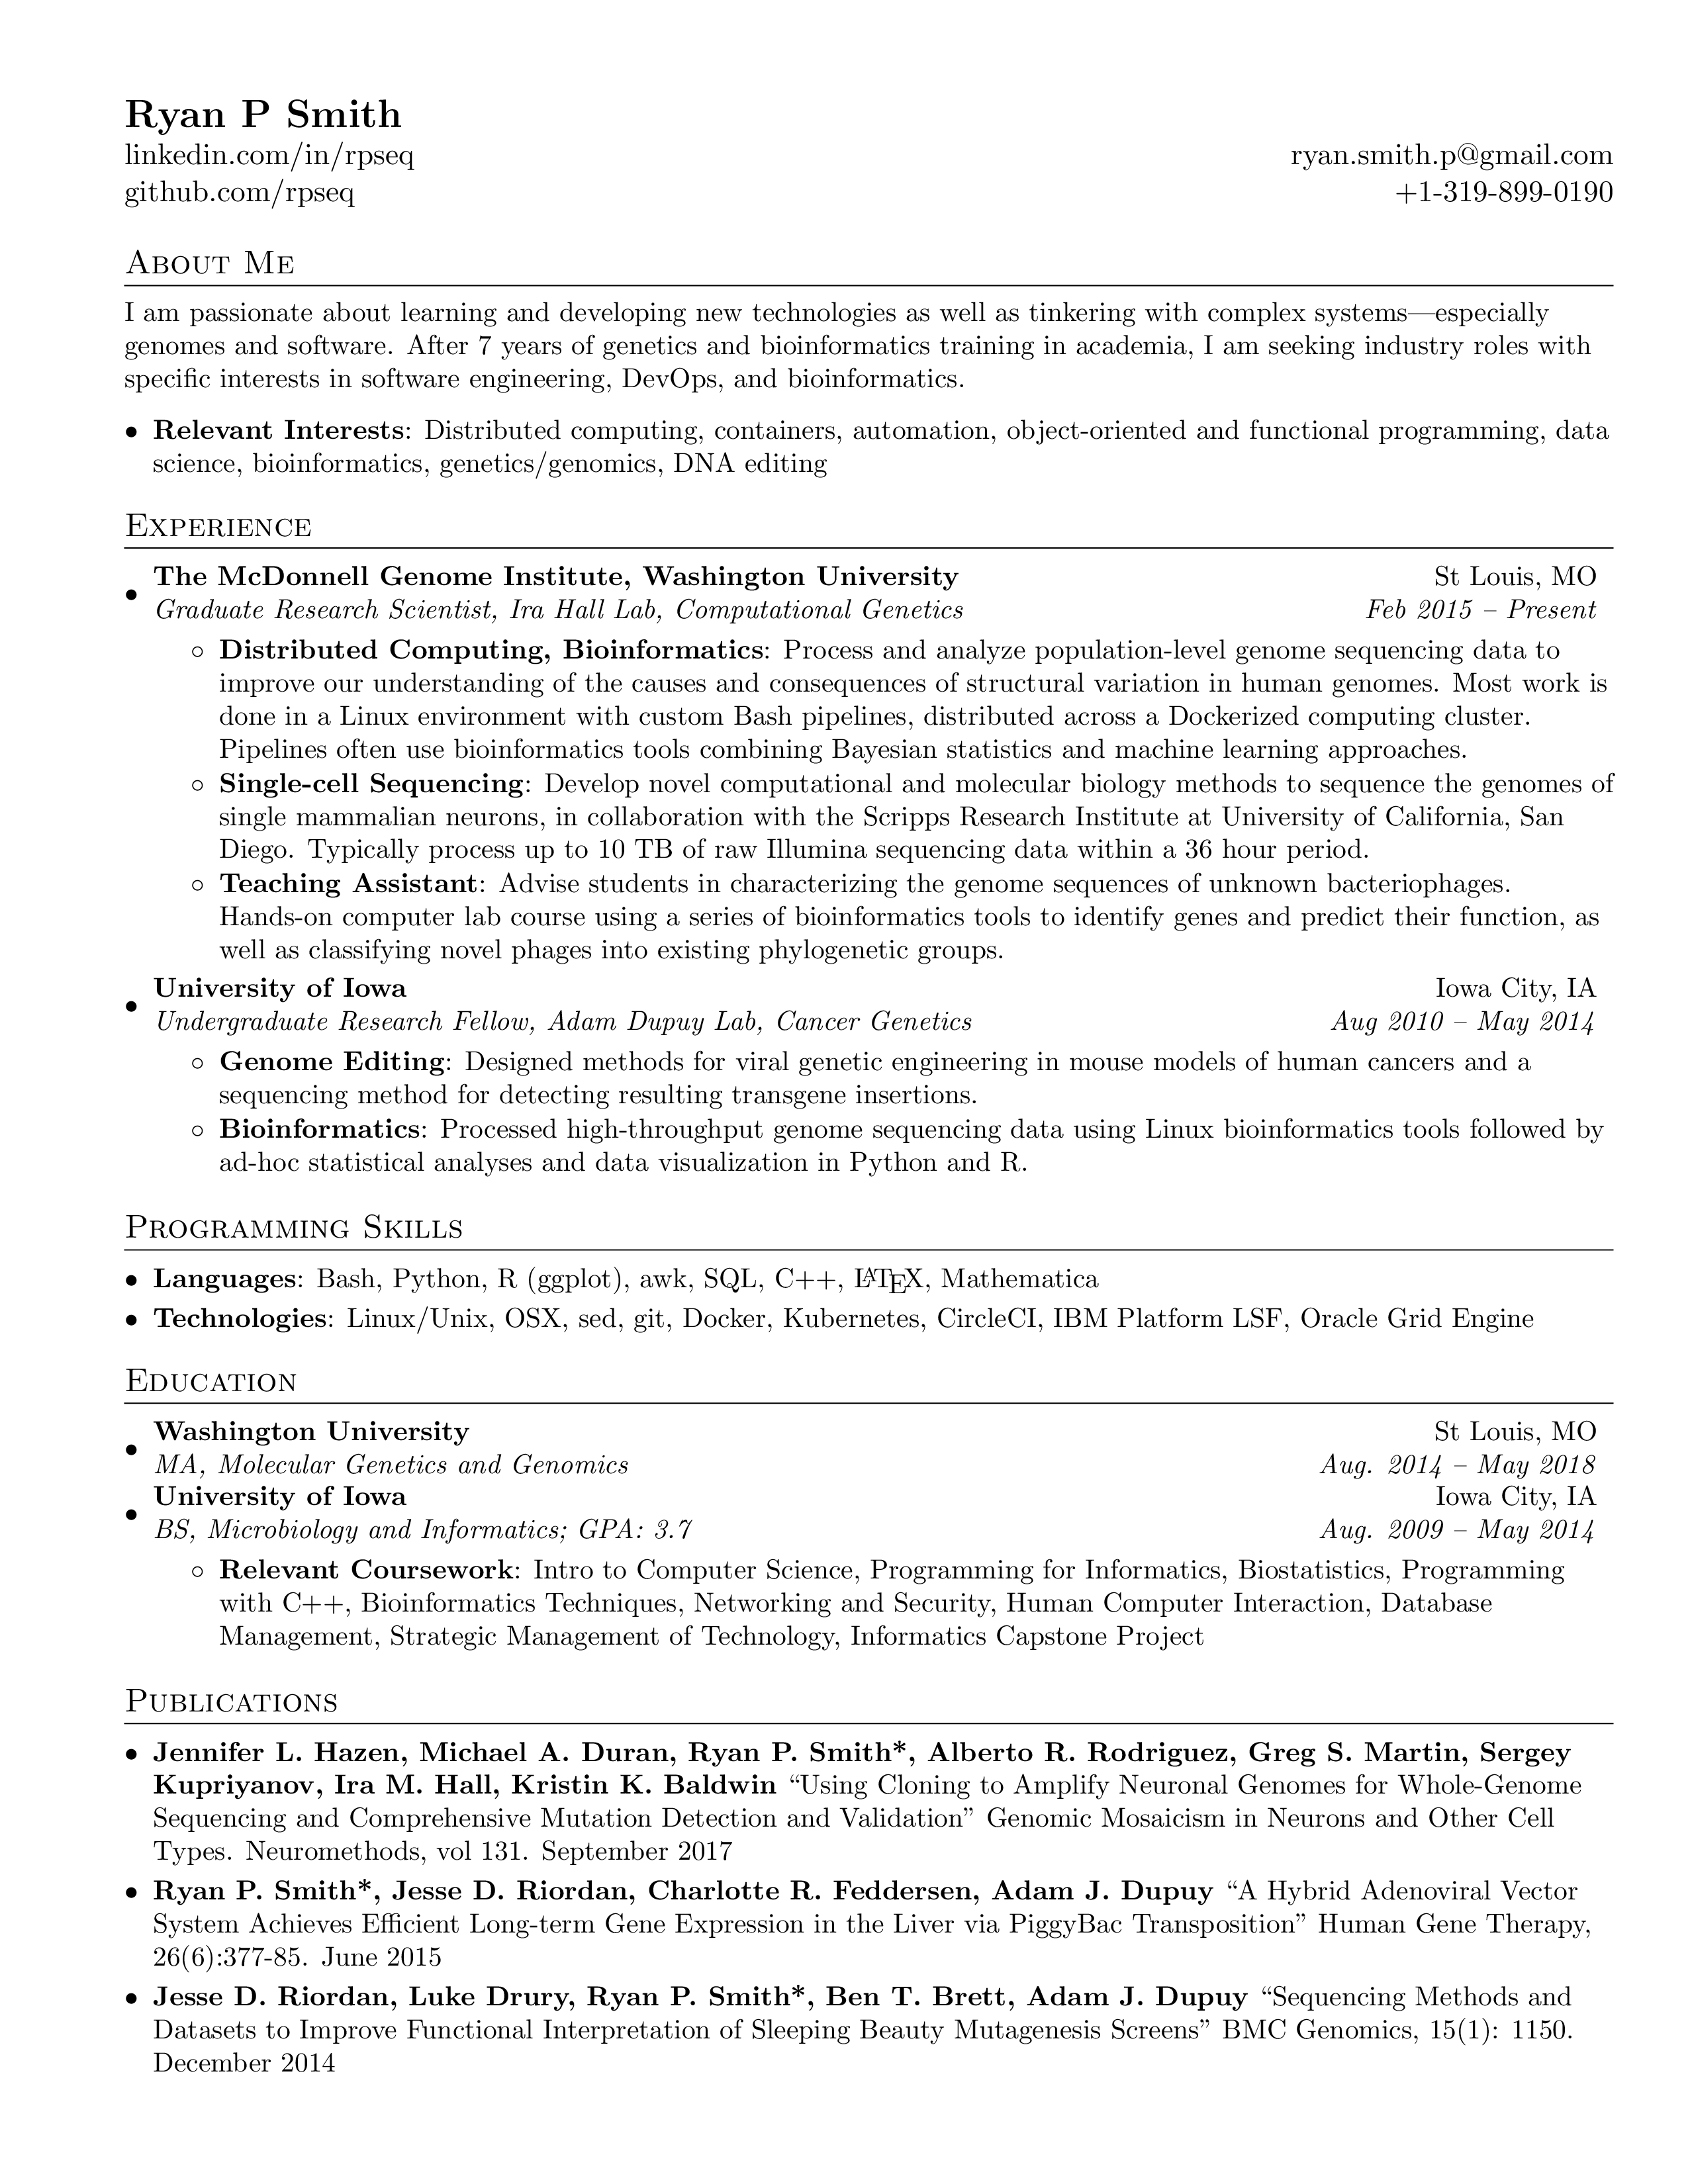 Ryan P Smith
linkedin.com/in/rpseq
ryan.smith.p@gmail.com
github.com/rpseq
+1-319-899-0190
About Me
I am passionate about learning and developing new technologies as well as tinkering with complex systems—especially
genomes and software. After 7 years of genetics and bioinformatics training in academia, I am seeking industry roles with
specific interests in software engineering, DevOps, and bioinformatics.
• Relevant Interests: Distributed computing, containers, automation, object-oriented and functional programming, data
science, bioinformatics, genetics/genomics, DNA editing
Experience
• The McDonnell Genome Institute, Washington University St Louis, MO
Graduate Research Scientist, Ira Hall Lab, Computational Genetics Feb 2015 – Present
◦ Distributed Computing, Bioinformatics: Process and analyze population-level genome sequencing data to
improve our understanding of the causes and consequences of structural variation in human genomes. Most work is
done in a Linux environment with custom Bash pipelines, distributed across a Dockerized computing cluster.
Pipelines often use bioinformatics tools combining Bayesian statistics and machine learning approaches.
◦ Single-cell Sequencing: Develop novel computational and molecular biology methods to sequence the genomes of
single mammalian neurons, in collaboration with the Scripps Research Institute at University of California, San
Diego. Typically process up to 10 TB of raw Illumina sequencing data within a 36 hour period.
◦ Teaching Assistant: Advise students in characterizing the genome sequences of unknown bacteriophages.
Hands-on computer lab course using a series of bioinformatics tools to identify genes and predict their function, as
well as classifying novel phages into existing phylogenetic groups.
• University of Iowa Iowa City, IA
Undergraduate Research Fellow, Adam Dupuy Lab, Cancer Genetics Aug 2010 – May 2014
◦ Genome Editing: Designed methods for viral genetic engineering in mouse models of human cancers and a
sequencing method for detecting resulting transgene insertions.
◦ Bioinformatics: Processed high-throughput genome sequencing data using Linux bioinformatics tools followed by
ad-hoc statistical analyses and data visualization in Python and R.
Programming Skills
• Languages: Bash, Python, R (ggplot), awk, SQL, C++, LATEX, Mathematica
• Technologies: Linux/Unix, OSX, sed, git, Docker, Kubernetes, CircleCI, IBM Platform LSF, Oracle Grid Engine
Education
• Washington University St Louis, MO
MA, Molecular Genetics and Genomics Aug. 2014 – May 2018
• University of Iowa Iowa City, IA
BS, Microbiology and Informatics; GPA: 3.7 Aug. 2009 – May 2014
◦ Relevant Coursework: Intro to Computer Science, Programming for Informatics, Biostatistics, Programming
with C++, Bioinformatics Techniques, Networking and Security, Human Computer Interaction, Database
Management, Strategic Management of Technology, Informatics Capstone Project
Publications
• Jennifer L. Hazen, Michael A. Duran, Ryan P. Smith*, Alberto R. Rodriguez, Greg S. Martin, Sergey
Kupriyanov, Ira M. Hall, Kristin K. Baldwin “Using Cloning to Amplify Neuronal Genomes for Whole-Genome
Sequencing and Comprehensive Mutation Detection and Validation” Genomic Mosaicism in Neurons and Other Cell
Types. Neuromethods, vol 131. September 2017
• Ryan P. Smith*, Jesse D. Riordan, Charlotte R. Feddersen, Adam J. Dupuy “A Hybrid Adenoviral Vector
System Achieves Efficient Long-term Gene Expression in the Liver via PiggyBac Transposition” Human Gene Therapy,
26(6):377-85. June 2015
• Jesse D. Riordan, Luke Drury, Ryan P. Smith*, Ben T. Brett, Adam J. Dupuy “Sequencing Methods and
Datasets to Improve Functional Interpretation of Sleeping Beauty Mutagenesis Screens” BMC Genomics, 15(1): 1150.
December 2014